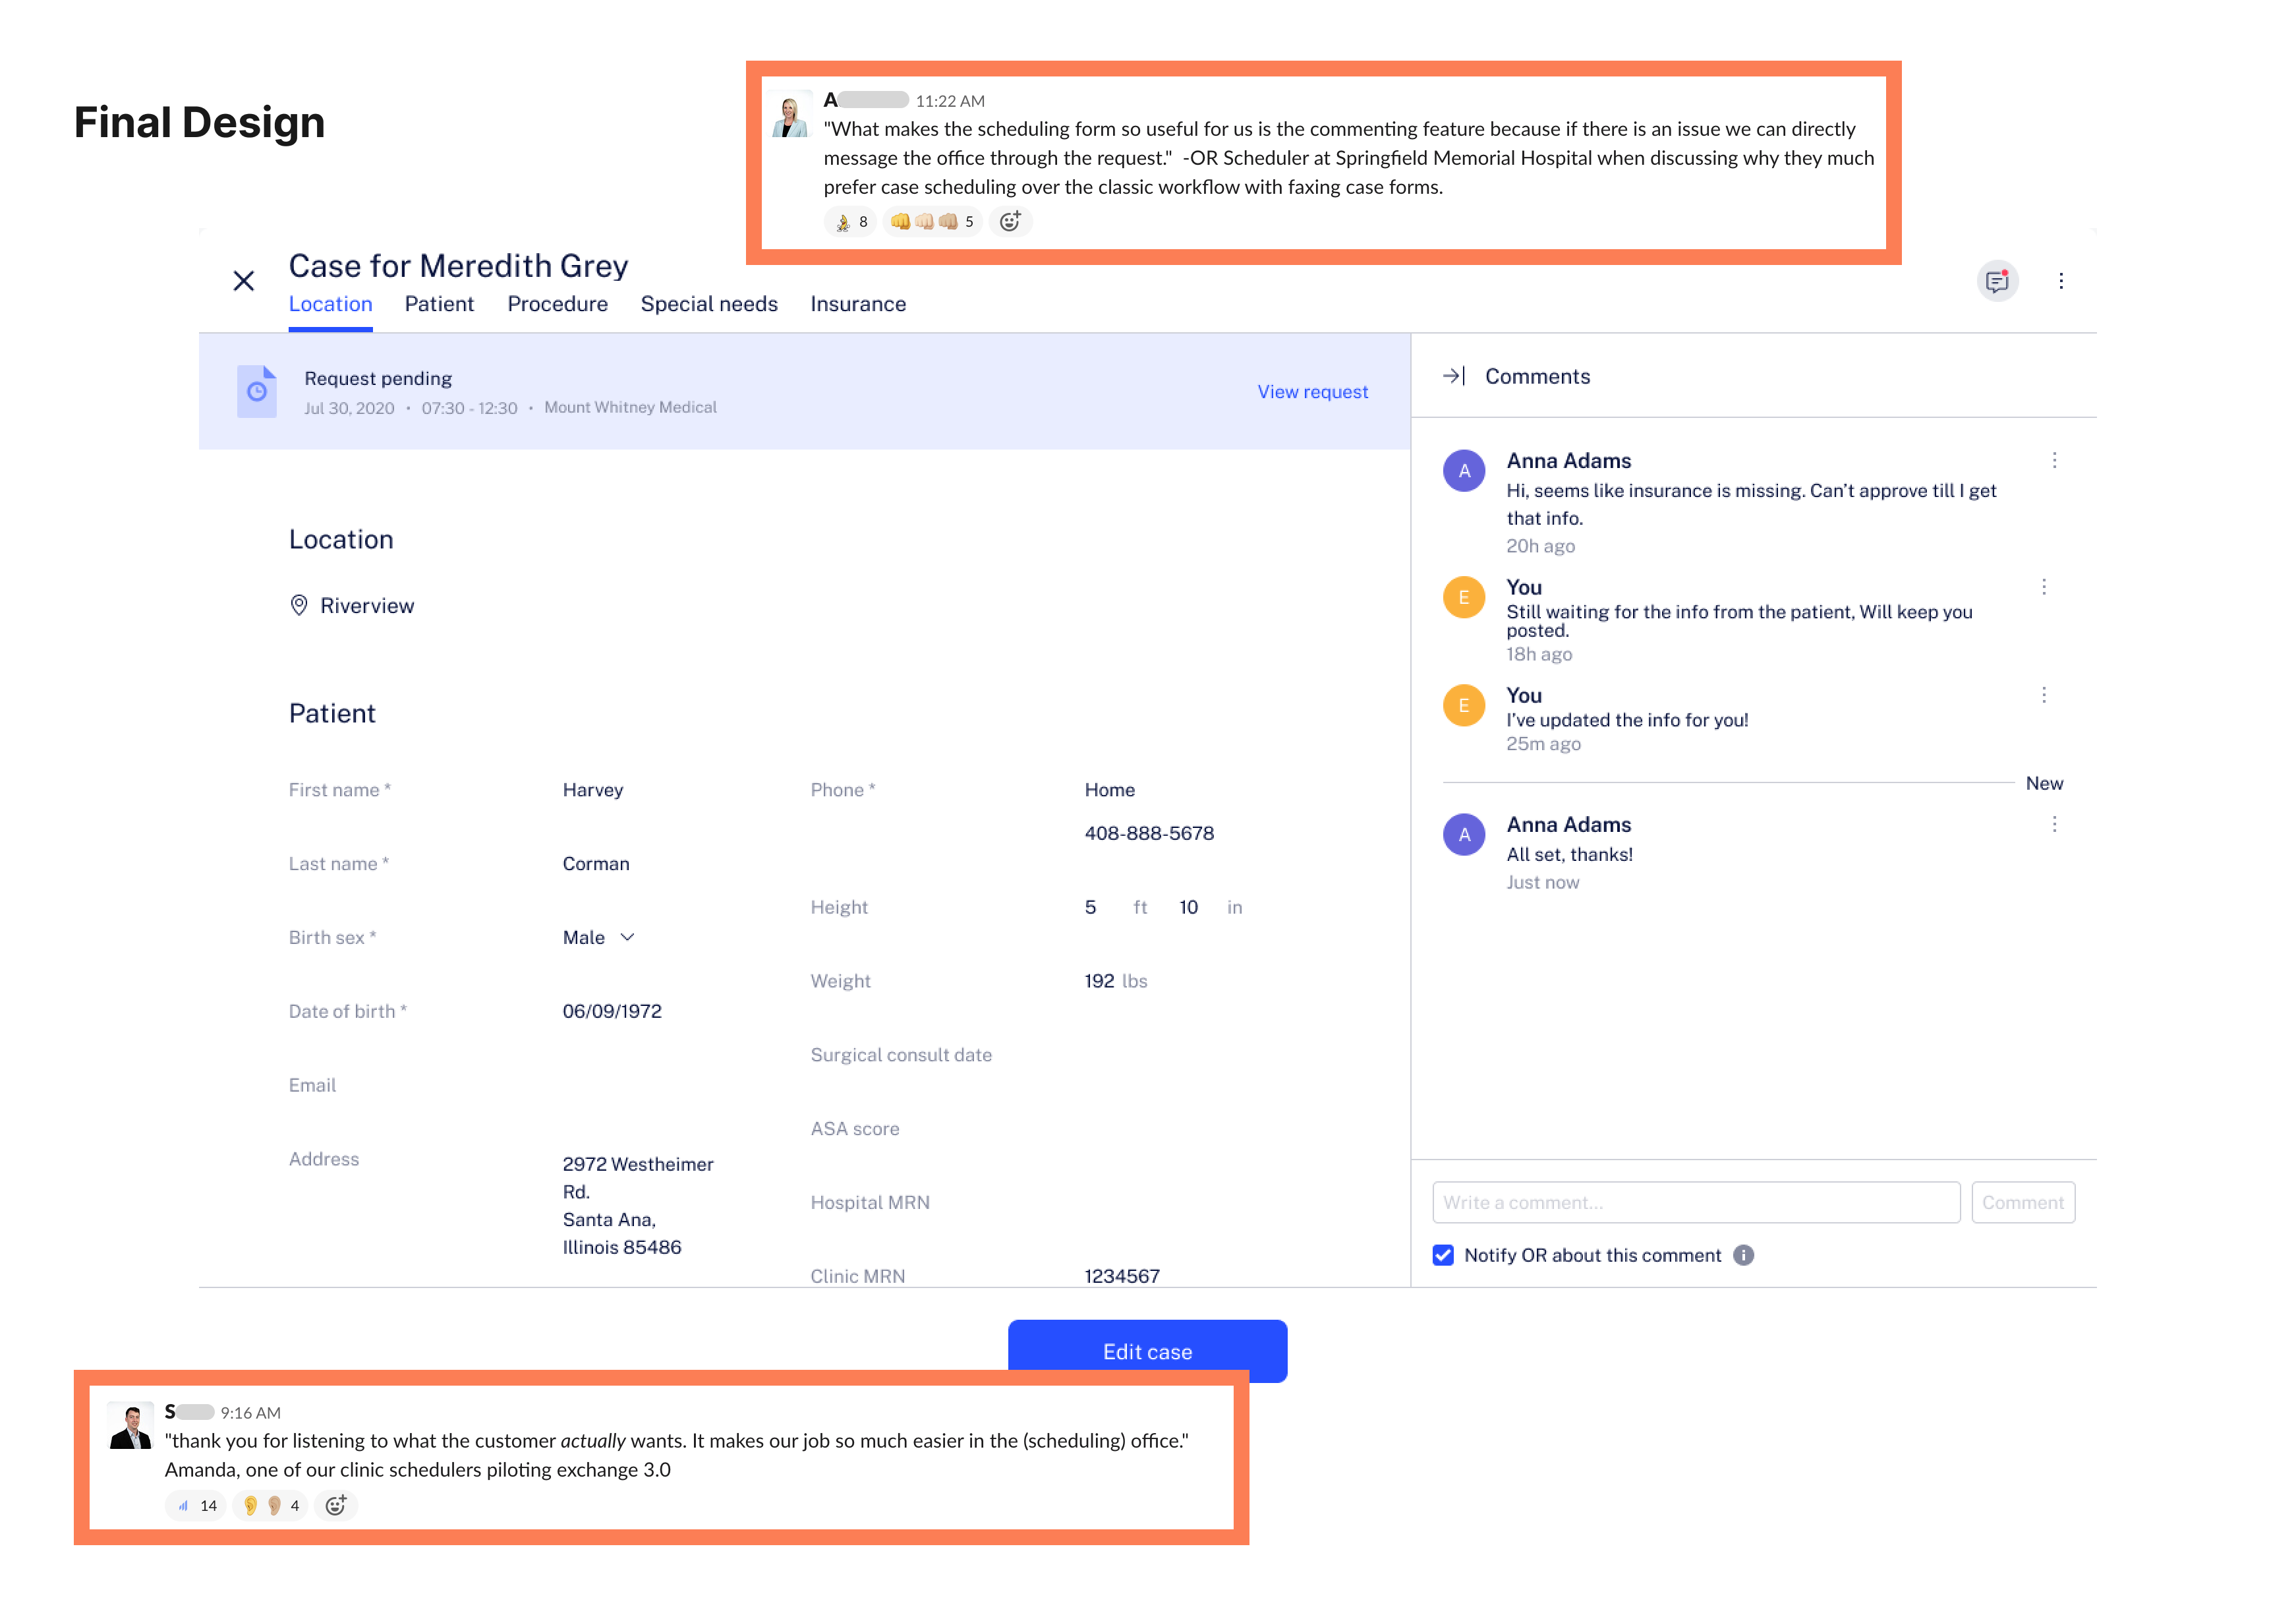 Final Design
A 11:22 AM
"What makes the scheduling form so useful for us is the commenting feature because if there is an issue we can directly
message the office through the request."  -OR Scheduler at Springfield Memorial Hospital when discussing why they much
prefer case scheduling over the classic workflow with faxing case forms.
8 5
Case for Meredith Grey
Location Patient Procedure Special needs Insurance
Request pending
Jul 30, 2020 • 07:30 - 12:30 • Mount Whitney Medical
View request
Location
Riverview
Patient
First name * Harvey
Last name * Corman
Birth sex * Male
Date of birth * 06/09/1972
Email
Address 2972 Westheimer
Rd.
Santa Ana,
Illinois 85486
Phone * Home
408-888-5678
Height 5 ft 10 in
Weight 192 lbs
Surgical consult date
ASA score
Hospital MRN
Clinic MRN 1234567
Comments
A
Anna Adams
Hi, seems like insurance is missing. Can't approve till I get
that info.
20h ago
E
You
Still waiting for the info from the patient, Will keep you
posted.
18h ago
E
You
I've updated the info for you!
25m ago
New
A
Anna Adams
All set, thanks!
Just now
Write a comment... Comment
Notify OR about this comment i
Edit case
S 9:16 AM
"thank you for listening to what the customer actually wants. It makes our job so much easier in the (scheduling) office."
Amanda, one of our clinic schedulers piloting exchange 3.0
14 4